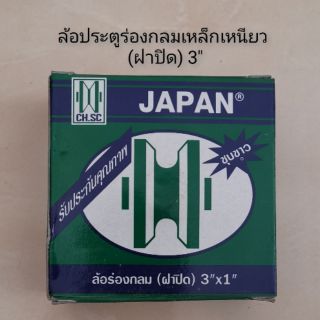 ล้อประตูร่องกลมเหล็กเหนียว
(ฝาปิด) 3"
CH.SC
JAPAN®
รับประกันคุณภาพ
ชุบขาว
ล้อร่องกลม (ฝาปิด) 3"x1"